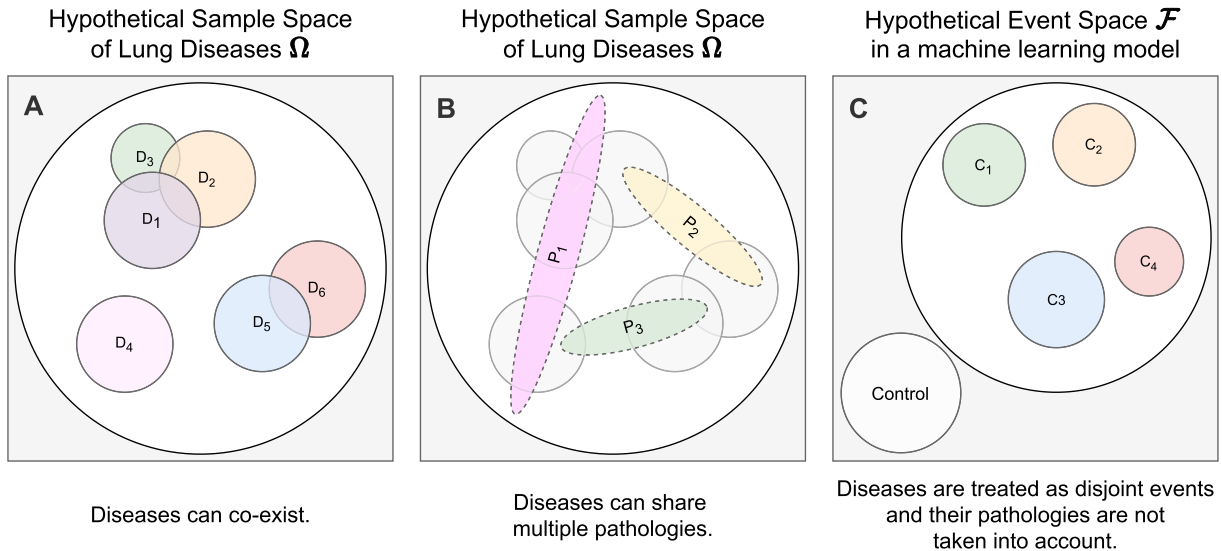 Hypothetical Sample Space
of Lung Diseases Ω
A
D3
D2
D1
D6
D5
D4
Diseases can co-exist.
Hypothetical Sample Space
of Lung Diseases Ω
B
P2
P1
P3
Diseases can share
multiple pathologies.
Hypothetical Event Space ℱ
in a machine learning model
C
C2
C1
C4
C3
Control
Diseases are treated as disjoint events
and their pathologies are not
taken into account.